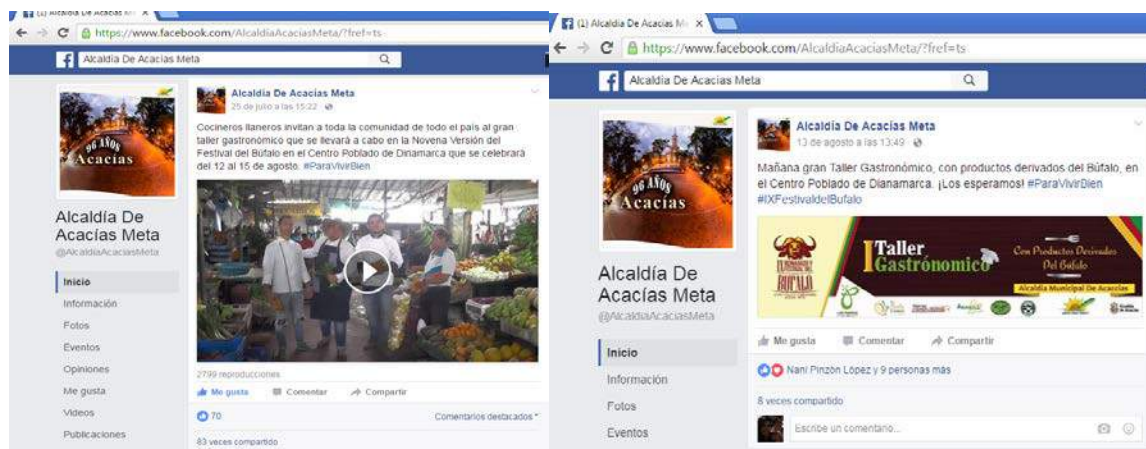 (1) Alcaldía De Acacías M
https://www.facebook.com/AlcaldiaAcaciasMeta/?fref=ts
Alcaldía De Acacías Meta
96 AÑOS
Acacías
Alcaldía De
Acacías Meta
@AlcaldiaAcaciasMeta
Inicio
Información
Fotos
Eventos
Opiniones
Me gusta
Videos
Publicaciones
Alcaldía De Acacías Meta
25 de julio a las 15:22
Cocineros llaneros invitan a toda la comunidad de todo el país al gran
taller gastronómico que se llevará a cabo en la Novena Versión del
Festival del Búfalo en el Centro Poblado de Dinamarca que se celebrará
del 12 al 15 de agosto. #ParaVivirBien
2799 reproducciones
Me gusta Comentar Compartir
70 Comentarios destacados
83 veces compartido
(1) Alcaldía De Acacías M
https://www.facebook.com/AlcaldiaAcaciasMeta/?fref=ts
Alcaldía De Acacías Meta
96 AÑOS
Acacías
Alcaldía De
Acacías Meta
@AlcaldiaAcaciasMeta
Inicio
Información
Fotos
Eventos
Alcaldía De Acacías Meta
13 de agosto a las 13:49
Mañana gran Taller Gastronómico, con productos derivados del Búfalo, en
el Centro Poblado de Dianamarca. ¡Los esperamos! #ParaVivirBien
#IXFestivaldelBufalo
BUFALO
I Taller
Gastrónomico
Con Productos Derivados
Del Bufalo
Alcaldía Municipal De Acacías
Me gusta Comentar Compartir
Nani Pinzón López y 9 personas más
8 veces compartido
Escribe un comentario...